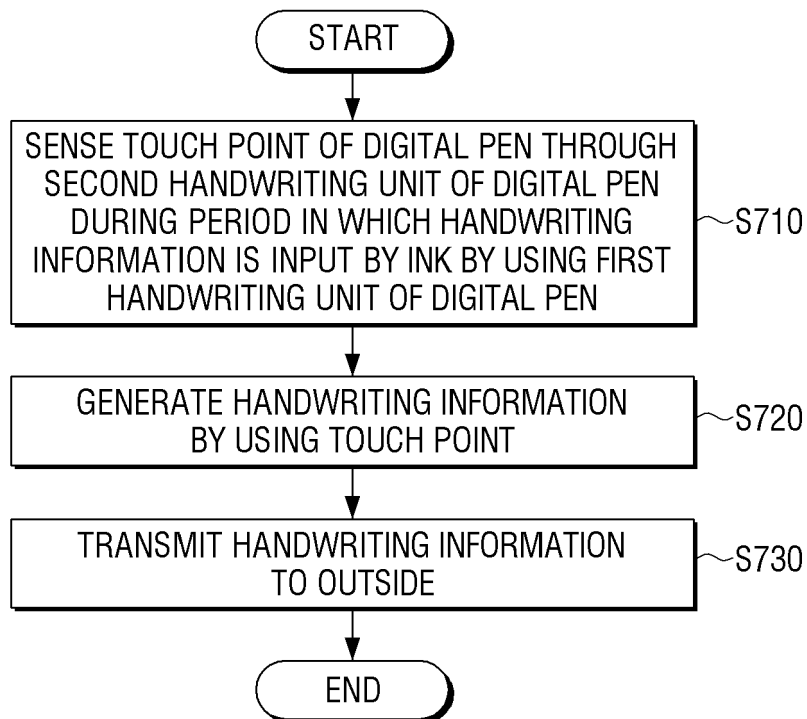 START
SENSE TOUCH POINT OF DIGITAL PEN THROUGH
SECOND HANDWRITING UNIT OF DIGITAL PEN
DURING PERIOD IN WHICH HANDWRITING
INFORMATION IS INPUT BY INK BY USING FIRST
HANDWRITING UNIT OF DIGITAL PEN
S710
GENERATE HANDWRITING INFORMATION
BY USING TOUCH POINT
S720
TRANSMIT HANDWRITING INFORMATION
TO OUTSIDE
S730
END